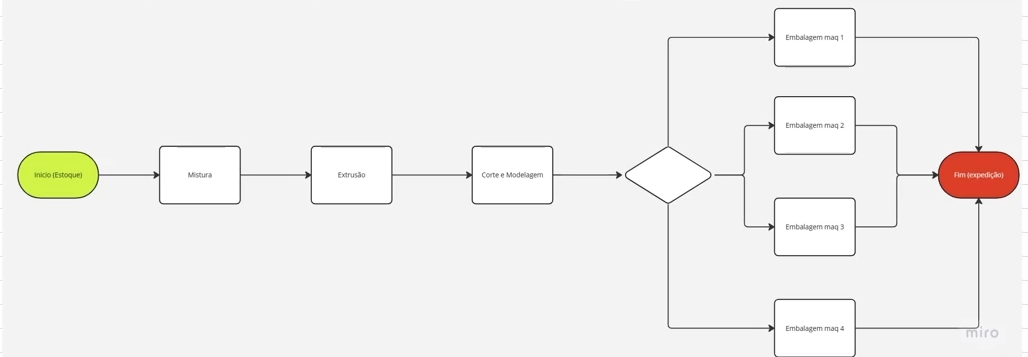 Início (Estoque)
Mistura
Extrusão
Corte e Modelagem
Embalagem maq 1
Embalagem maq 2
Embalagem maq 3
Embalagem maq 4
Fim (expedição)
miro